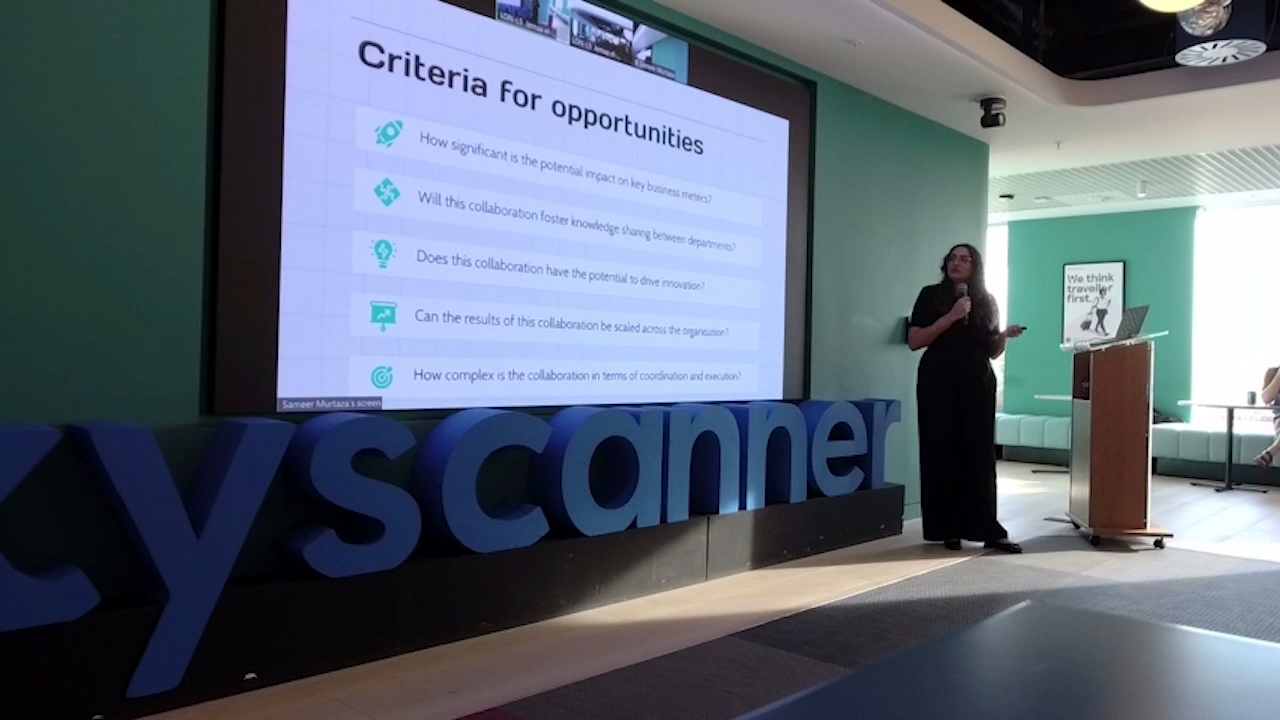 Criteria for opportunities
How significant is the potential impact on key business metrics?
Will this collaboration foster knowledge sharing between departments?
Does this collaboration have the potential to drive innovation?
Can the results of this collaboration be scaled across the organisation?
How complex is the collaboration in terms of coordination and execution?
Sameer Murtaza's screen
kyscanner
We think
traveller
first.